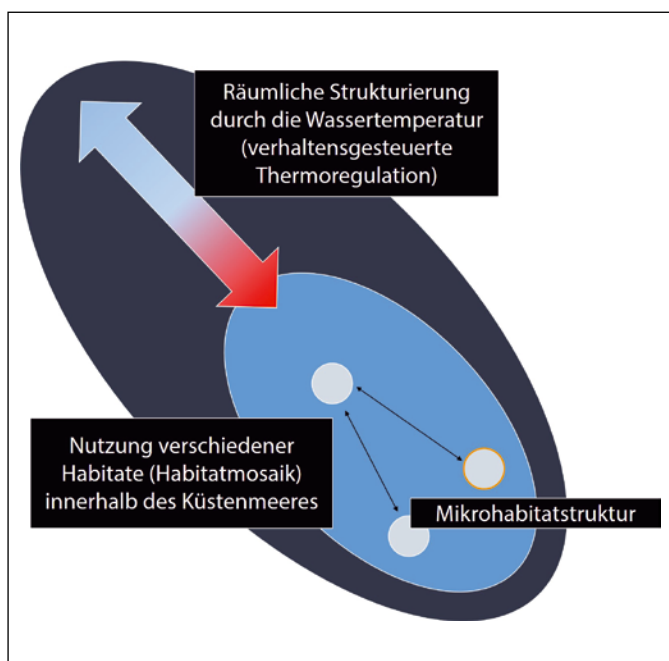 Räumliche Strukturierung
durch die Wassertemperatur
(verhaltensgesteuerte
Thermoregulation)
Nutzung verschiedener
Habitate (Habitatmosaik)
innerhalb des Küstenmeeres
Mikrohabitatstruktur